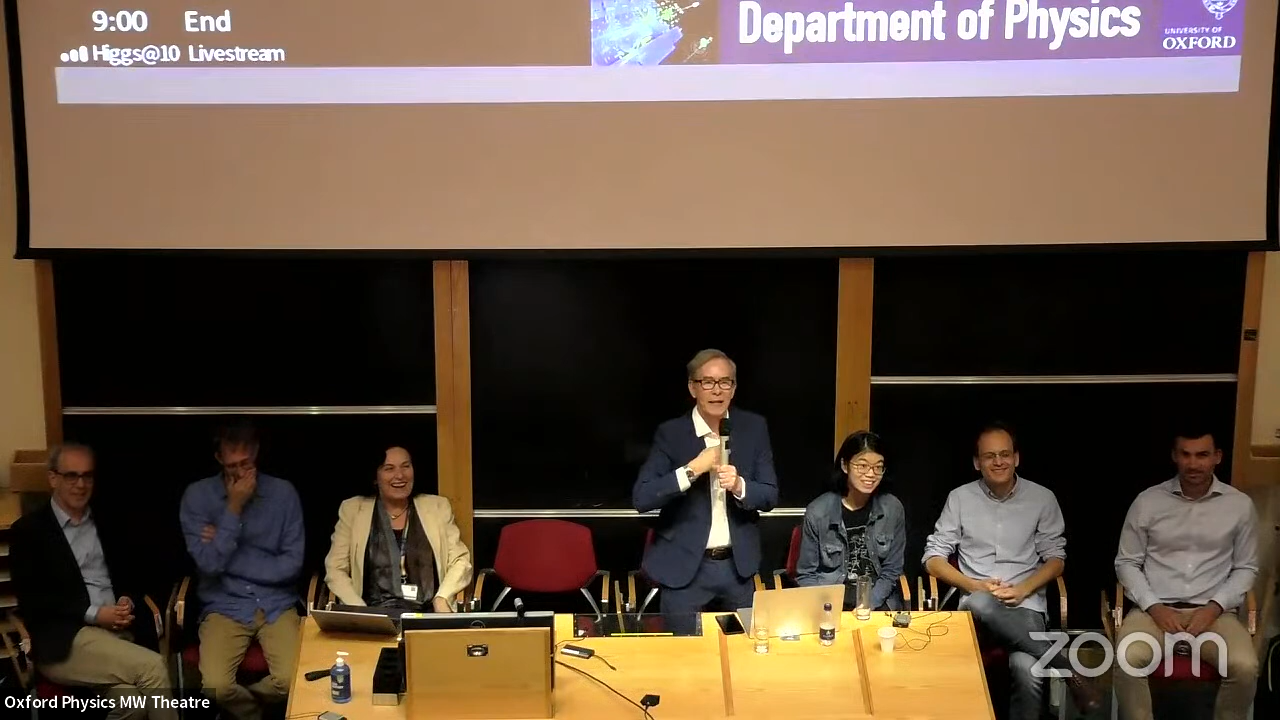 9:00 End
Higgs@10 Livestream
Department of Physics
UNIVERSITY OF
OXFORD
zoom
Oxford Physics MW Theatre